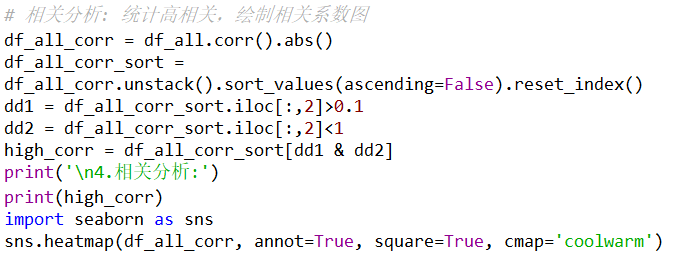 # 相关分析: 统计高相关，绘制相关系数图
df_all_corr = df_all.corr().abs()
df_all_corr_sort =
df_all_corr.unstack().sort_values(ascending=False).reset_index()
dd1 = df_all_corr_sort.iloc[:,2]>0.1
dd2 = df_all_corr_sort.iloc[:,2]<1
high_corr = df_all_corr_sort[dd1 & dd2]
print('\n4.相关分析:')
print(high_corr)
import seaborn as sns
sns.heatmap(df_all_corr, annot=True, square=True, cmap='coolwarm')